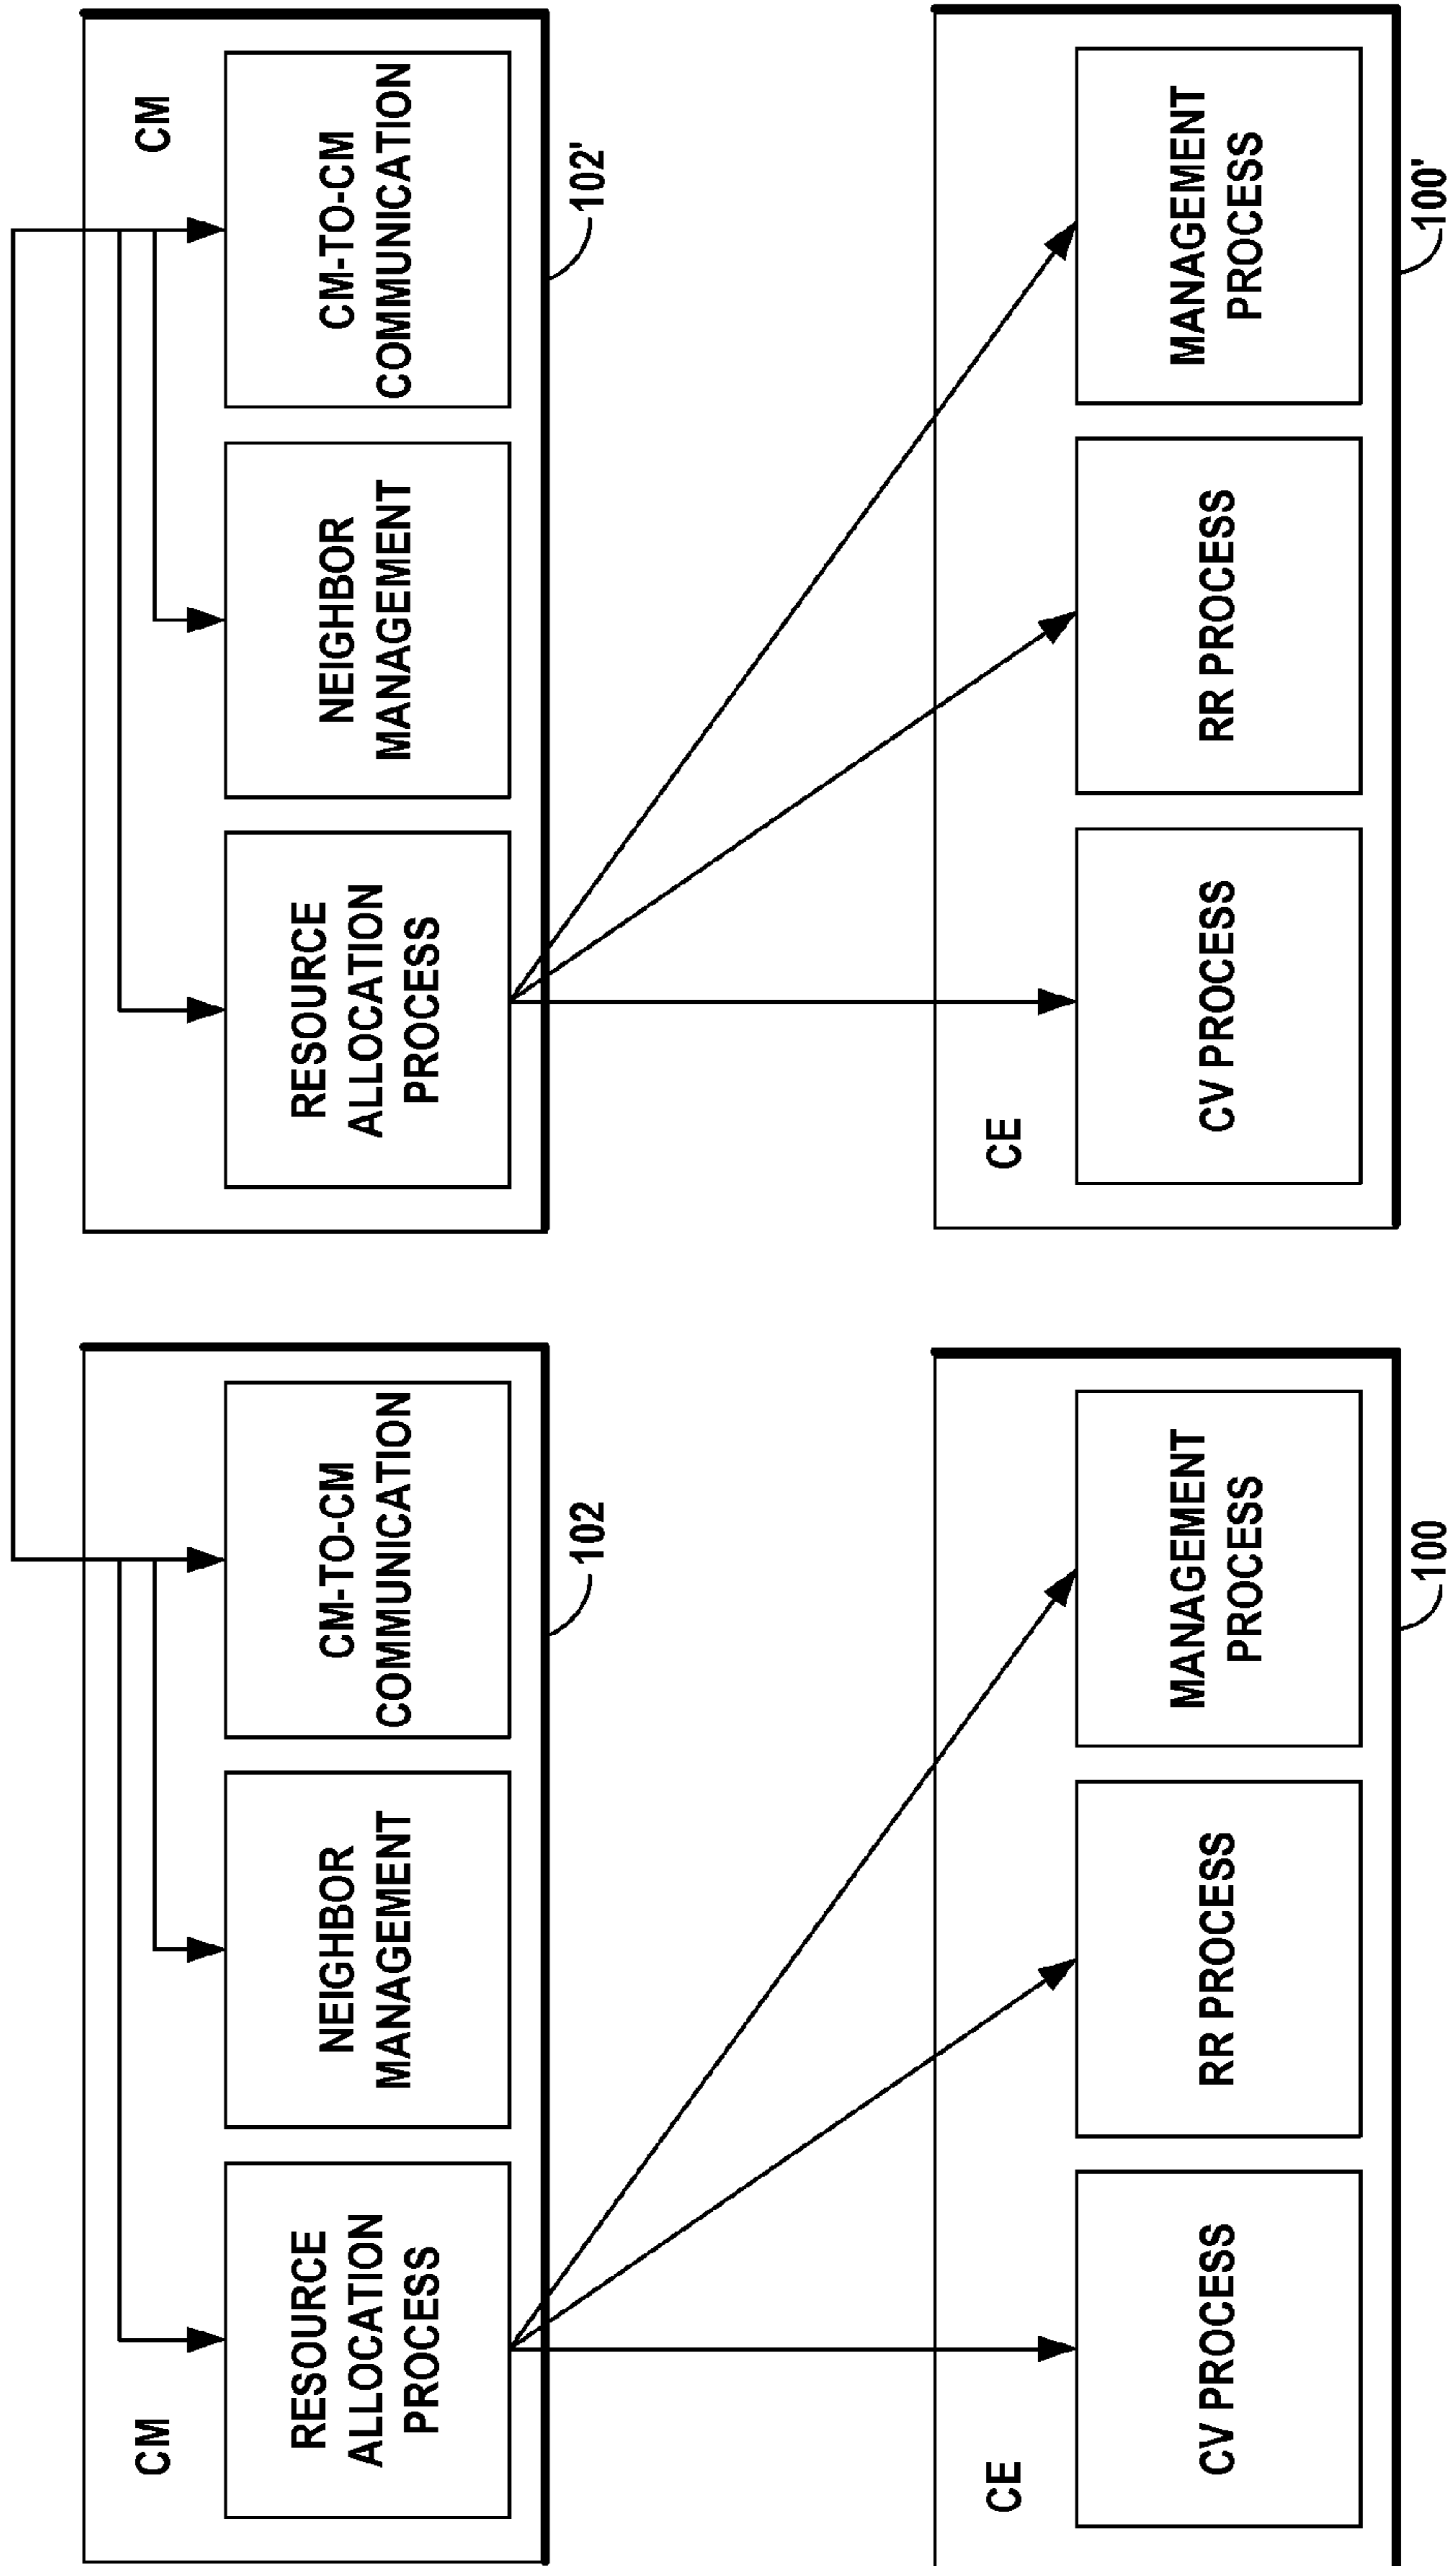 CM
RESOURCE
ALLOCATION
PROCESS
NEIGHBOR
MANAGEMENT
CM-TO-CM
COMMUNICATION
102
CM
RESOURCE
ALLOCATION
PROCESS
NEIGHBOR
MANAGEMENT
CM-TO-CM
COMMUNICATION
102'
CE
CV PROCESS
RR PROCESS
MANAGEMENT
PROCESS
100
CE
CV PROCESS
RR PROCESS
MANAGEMENT
PROCESS
100'